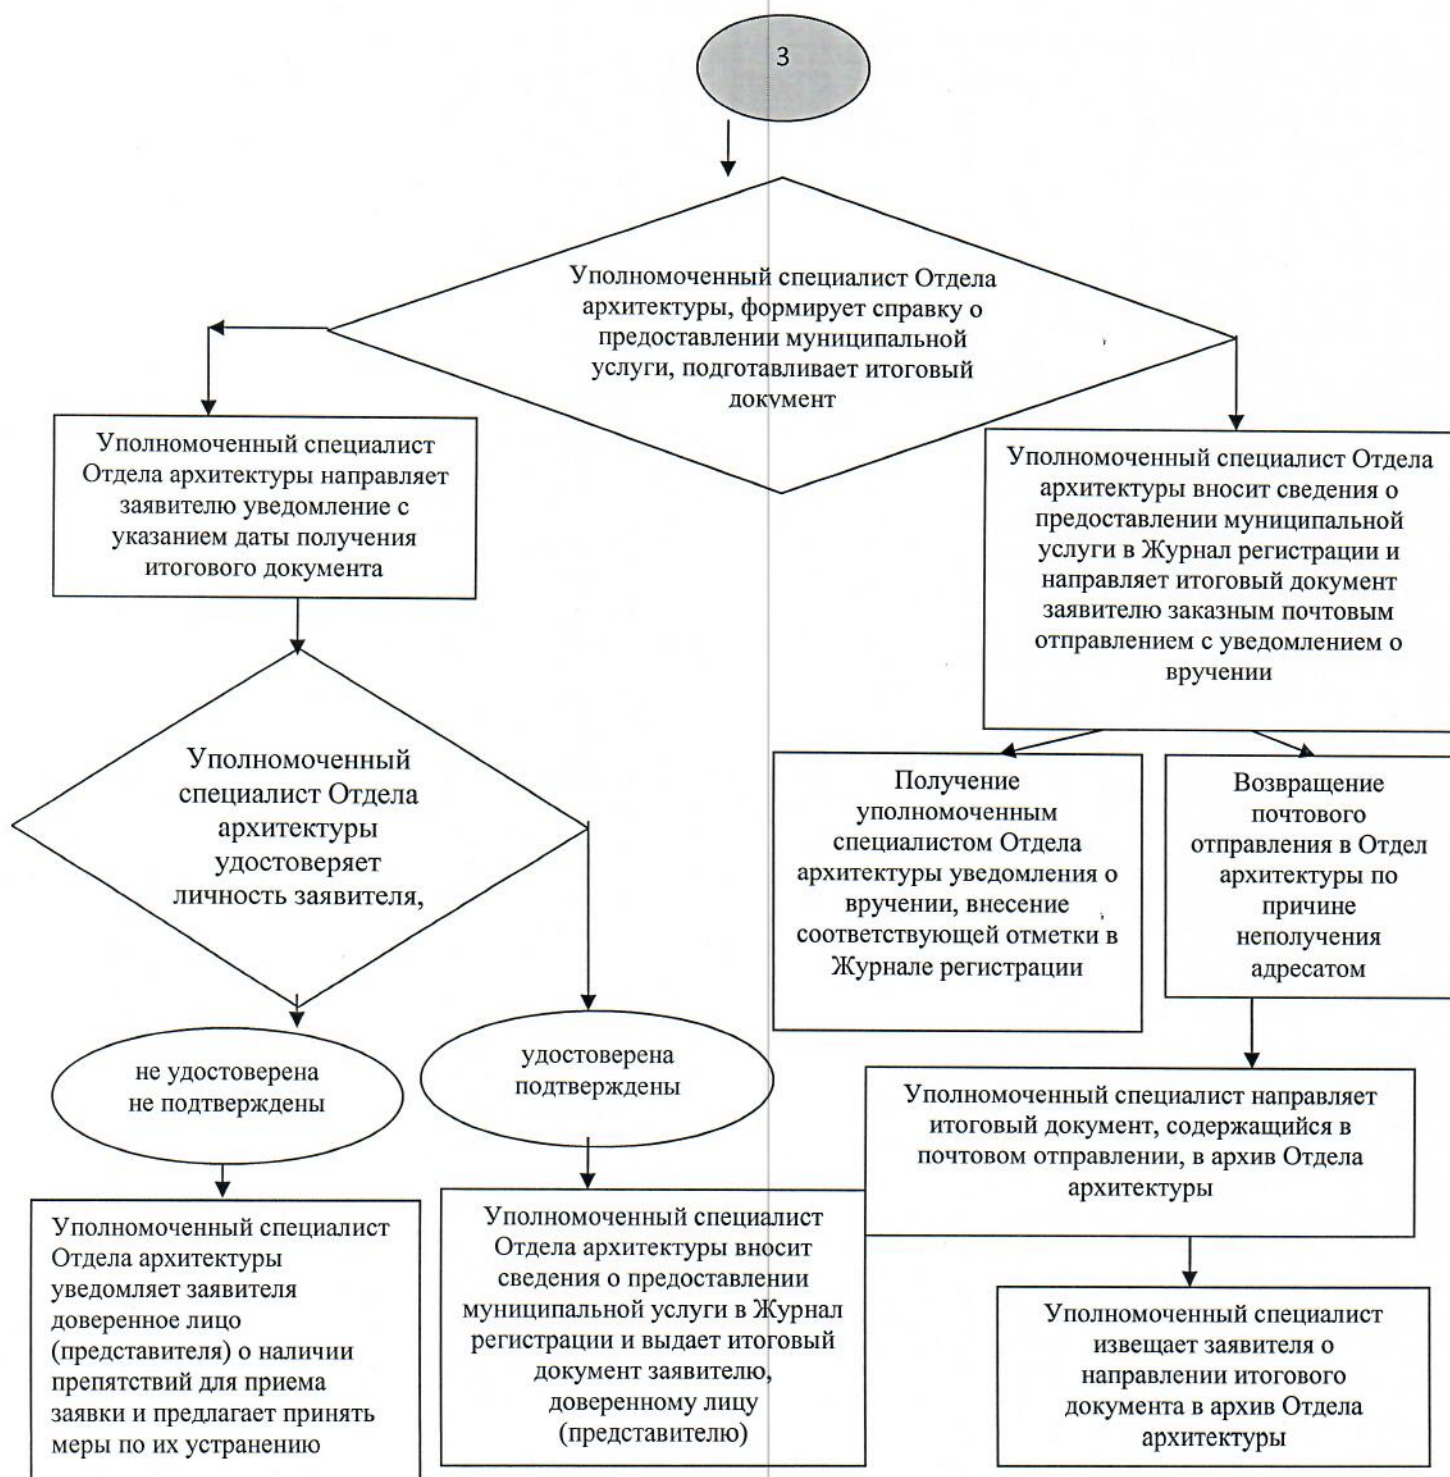 3
Уполномоченный специалист Отдела
архитектуры, формирует справку о
предоставлении муниципальной
услуги, подготавливает итоговый
документ
Уполномоченный специалист
Отдела архитектуры направляет
заявителю уведомление с
указанием даты получения
итогового документа
Уполномоченный специалист Отдела
архитектуры вносит сведения о
предоставлении муниципальной
услуги в Журнал регистрации и
направляет итоговый документ
заявителю заказным почтовым
отправлением с уведомлением о
вручении
Уполномоченный
специалист Отдела
архитектуры
удостоверяет
личность заявителя,
Получение
уполномоченным
специалистом Отдела
архитектуры уведомления о
вручении, внесение
соответствующей отметки в
Журнале регистрации
Возвращение
почтового
отправления в Отдел
архитектуры по
причине
неполучения
адресатом
не удостоверена
не подтверждены
удостоверена
подтверждены
Уполномоченный специалист направляет
итоговый документ, содержащийся в
почтовом отправлении, в архив Отдела
архитектуры
Уполномоченный специалист
Отдела архитектуры
уведомляет заявителя
доверенное лицо
(представителя) о наличии
препятствий для приема
заявки и предлагает принять
меры по их устранению
Уполномоченный специалист
Отдела архитектуры вносит
сведения о предоставлении
муниципальной услуги в Журнал
регистрации и выдает итоговый
документ заявителю,
доверенному лицу
(представителю)
Уполномоченный специалист
извещает заявителя о
направлении итогового
документа в архив Отдела
архитектуры